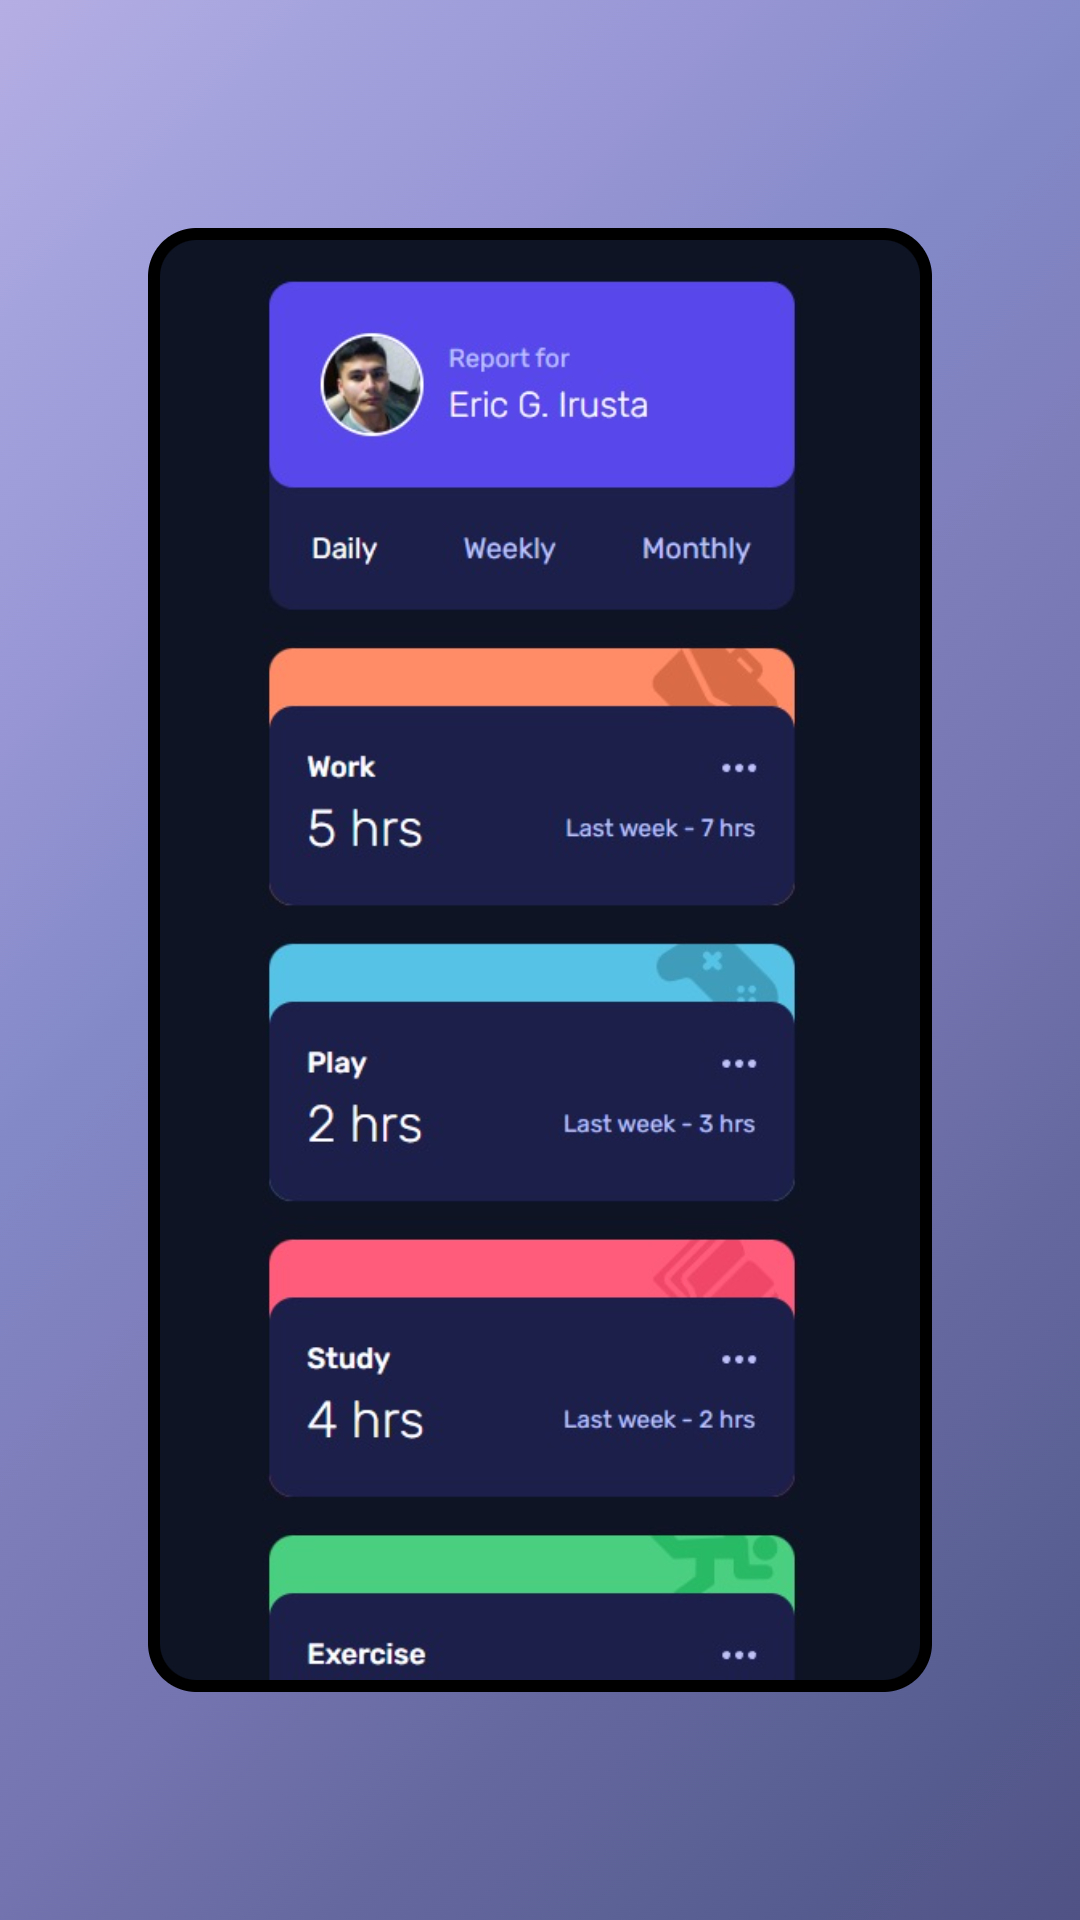 Report for
Eric G. Irusta
Daily Weekly Monthly
Work
5 hrs Last week - 7 hrs
Play
2 hrs Last week - 3 hrs
Study
4 hrs Last week - 2 hrs
Exercise